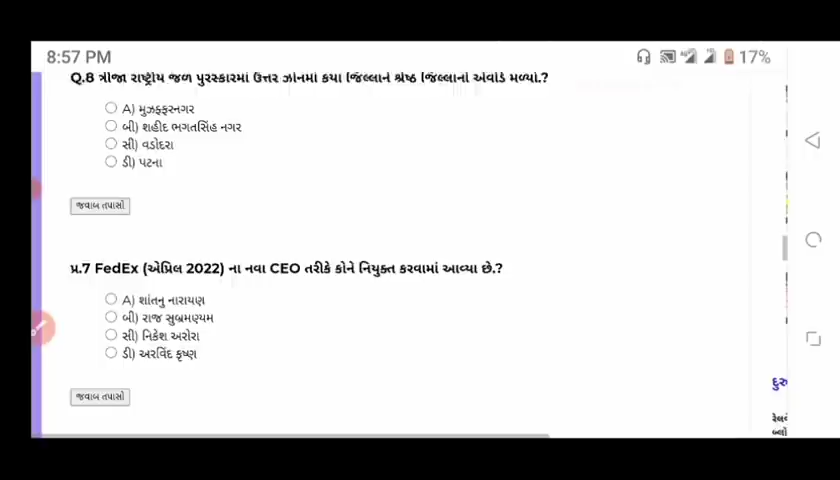 8:57 PM
17%
Q.8 ત્રીજા રાષ્ટ્રીય જળ પુરસ્કારમાં ઉત્તર ઝોનમાં કયા જિલ્લાને શ્રેષ્ઠ જિલ્લાનો એવોર્ડ મળ્યો.?
A) મુઝફ્ફરનગર
બી) શહીદ ભગતસિંહ નગર
સી) વડોદરા
ડી) પટના
જવાબ તપાસો
પ્ર.7 FedEx (એપ્રિલ 2022) ના નવા CEO તરીકે કોને નિયુક્ત કરવામાં આવ્યા છે.?
A) શાંતનુ નારાયણ
બી) રાજ સુબ્રમણ્યમ
સી) નિકેશ અરોરા
ડી) અરવિંદ કૃષ્ણ
જવાબ તપાસો